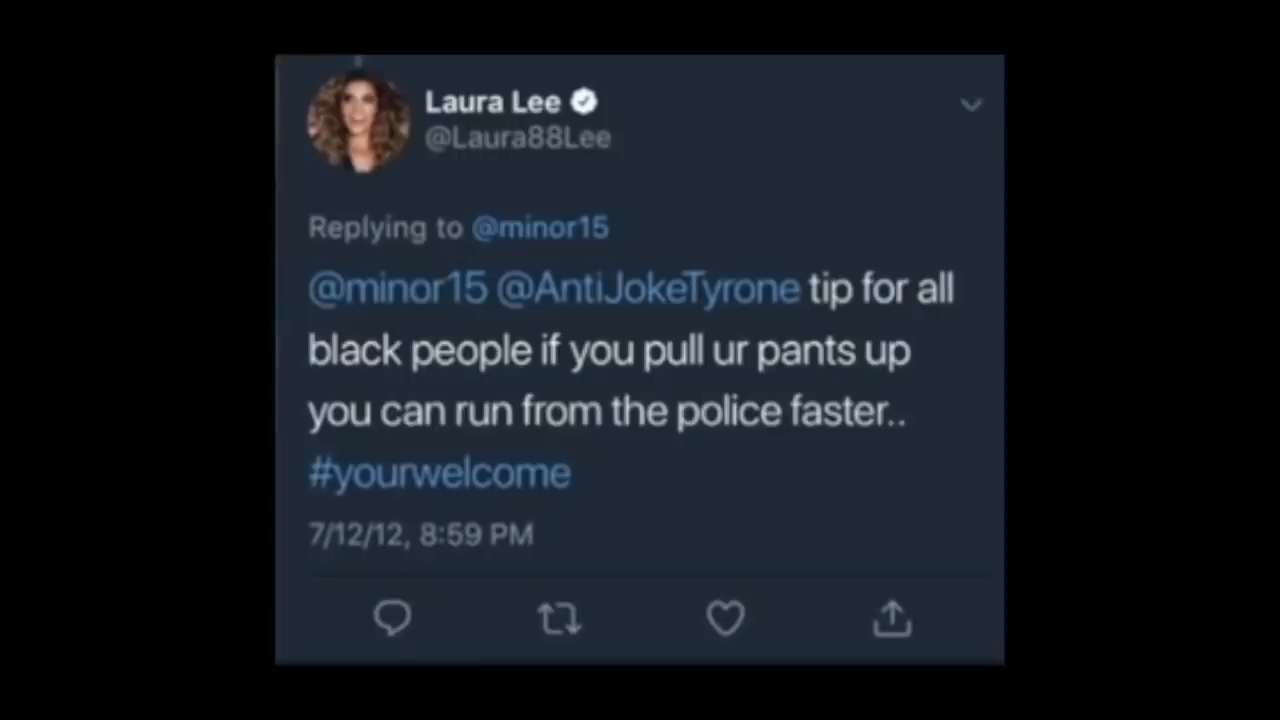 Laura Lee
@Laura88Lee
Replying to @minor15
@minor15 @AntiJokeTyrone tip for all
black people if you pull ur pants up
you can run from the police faster..
#yourwelcome
7/12/12, 8:59 PM